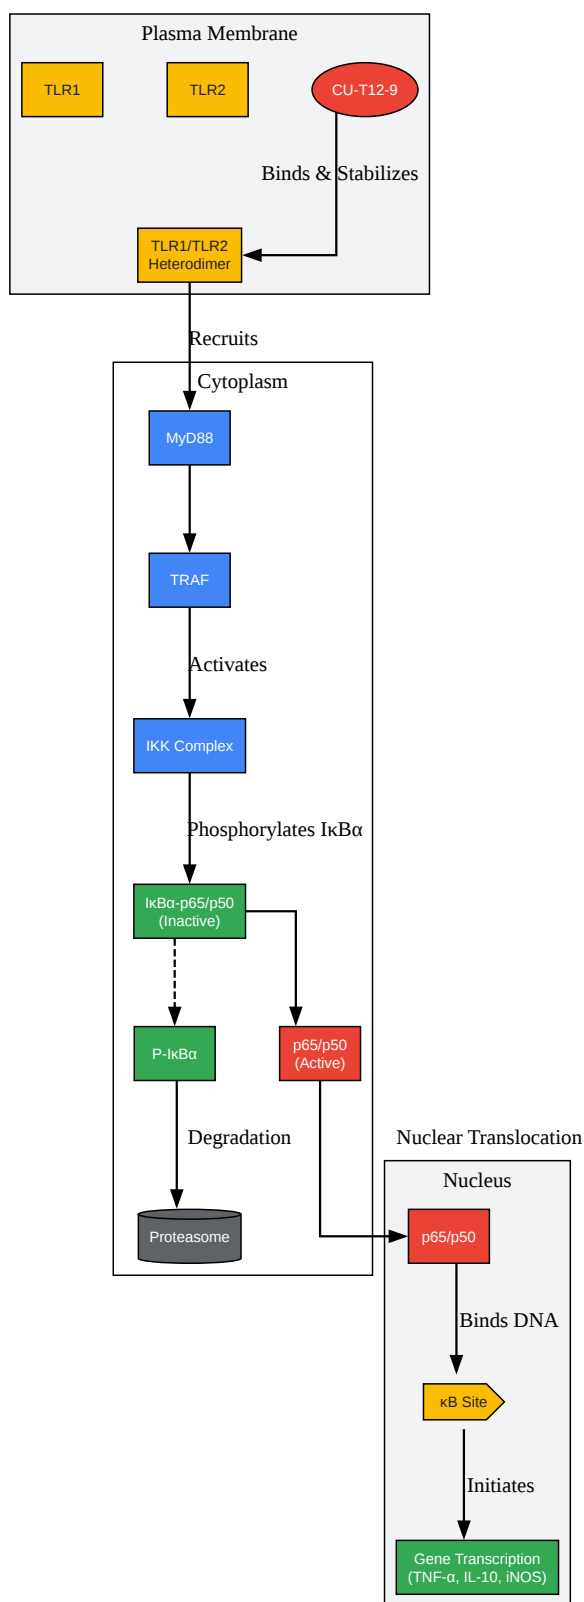 Plasma Membrane
TLR1
TLR2
CU-T12-9
Binds & Stabilizes
TLR1/TLR2
Heterodimer
Recruits
Cytoplasm
MyD88
TRAF
Activates
IKK Complex
Phosphorylates IκBα
IκBα-p65/p50
(Inactive)
P-IκBα
p65/p50
(Active)
Degradation
Nuclear Translocation
Nucleus
Proteasome
p65/p50
Binds DNA
κB Site
Initiates
Gene Transcription
(TNF-α, IL-10, iNOS)